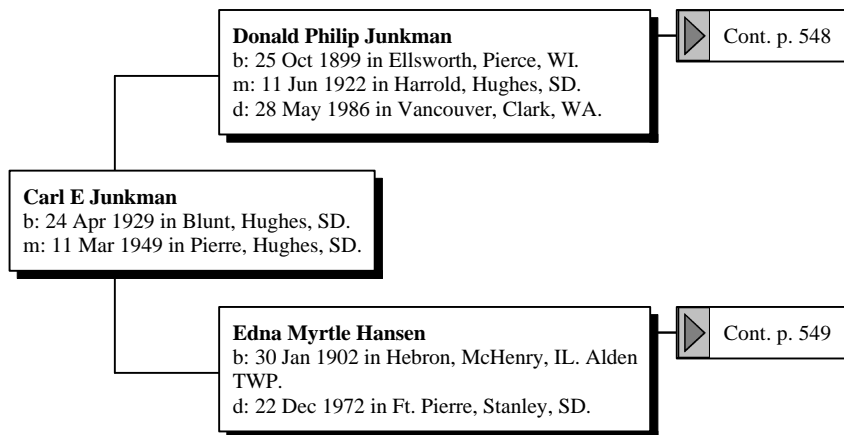 Donald Philip Junkman
b: 25 Oct 1899 in Ellsworth, Pierce, WI.
m: 11 Jun 1922 in Harrold, Hughes, SD.
d: 28 May 1986 in Vancouver, Clark, WA.
Cont. p. 548
Carl E Junkman
b: 24 Apr 1929 in Blunt, Hughes, SD.
m: 11 Mar 1949 in Pierre, Hughes, SD.
Edna Myrtle Hansen
b: 30 Jan 1902 in Hebron, McHenry, IL. Alden
TWP.
d: 22 Dec 1972 in Ft. Pierre, Stanley, SD.
Cont. p. 549